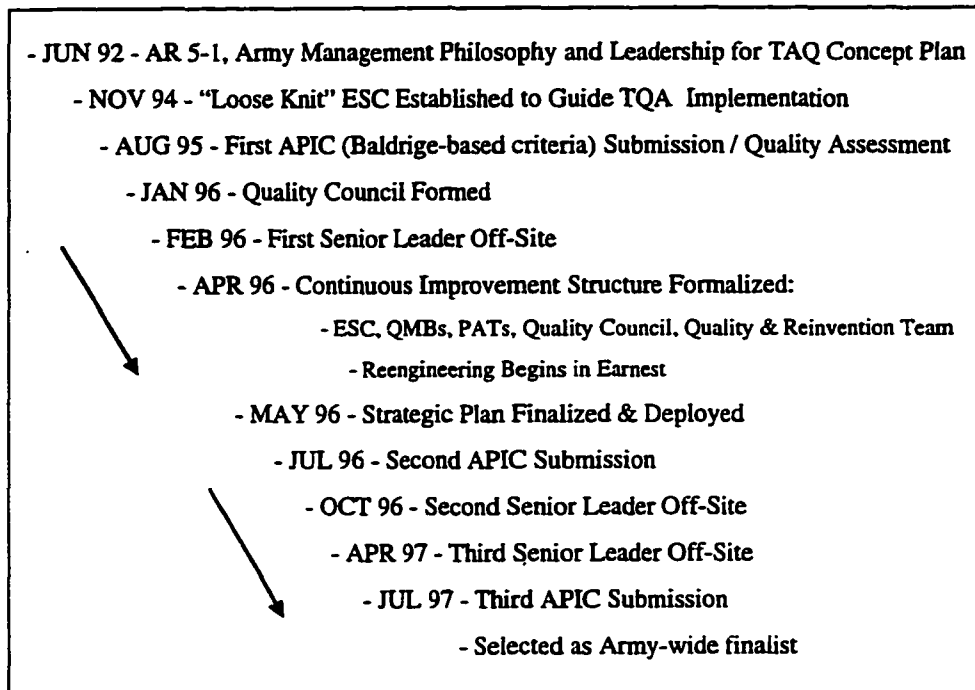 - JUN 92 - AR 5-1, Army Management Philosophy and Leadership for TAQ Concept Plan
- NOV 94 - “Loose Knit” ESC Established to Guide TQA Implementation
- AUG 95 - First APIC (Baldrige-based criteria) Submission / Quality Assessment
- JAN 96 - Quality Council Formed
- FEB 96 - First Senior Leader Off-Site
- APR 96 - Continuous Improvement Structure Formalized:
- ESC, QMBs, PATs, Quality Council, Quality & Reinvention Team
- Reengineering Begins in Earnest
- MAY 96 - Strategic Plan Finalized & Deployed
- JUL 96 - Second APIC Submission
- OCT 96 - Second Senior Leader Off-Site
- APR 97 - Third Senior Leader Off-Site
- JUL 97 - Third APIC Submission
- Selected as Army-wide finalist